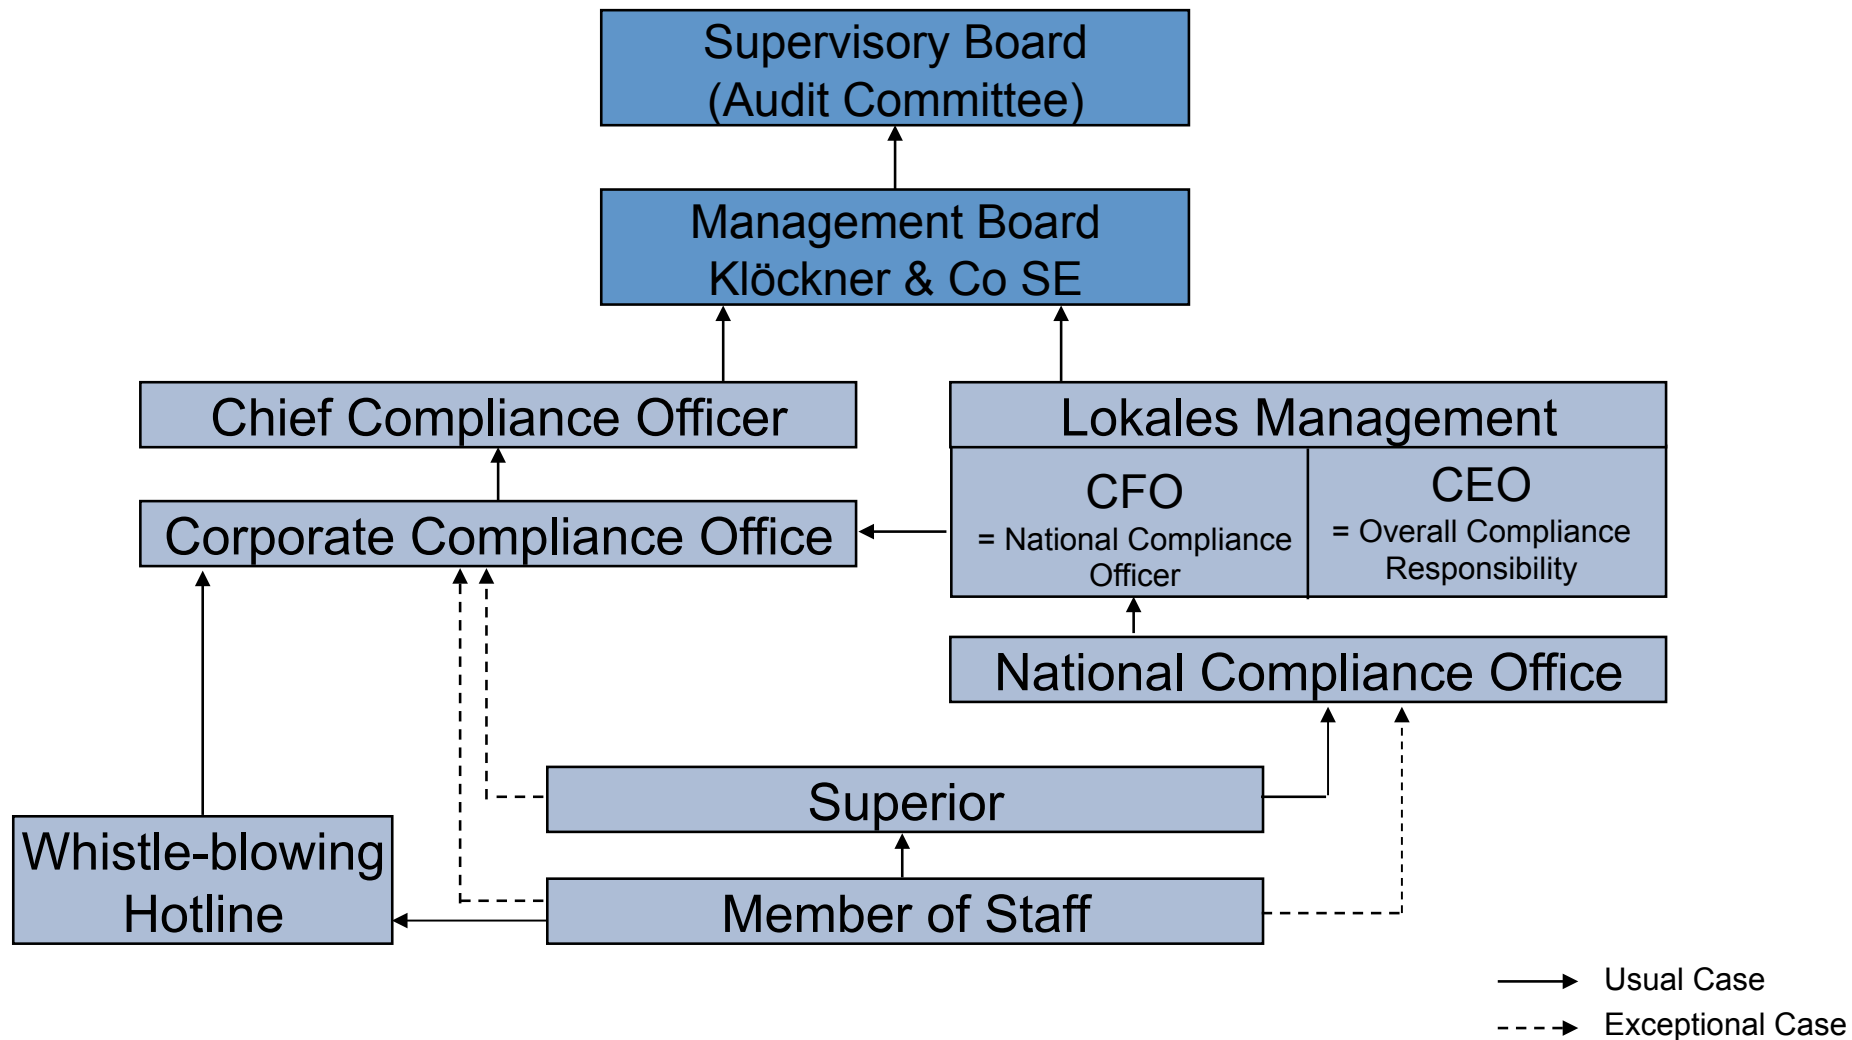 Supervisory Board
(Audit Committee)
Management Board
Klöckner & Co SE
Chief Compliance Officer
Lokales Management
CFO
= National Compliance
Officer
CEO
= Overall Compliance
Responsibility
Corporate Compliance Office
National Compliance Office
Superior
Whistle-blowing
Hotline
Member of Staff
Usual Case
Exceptional Case